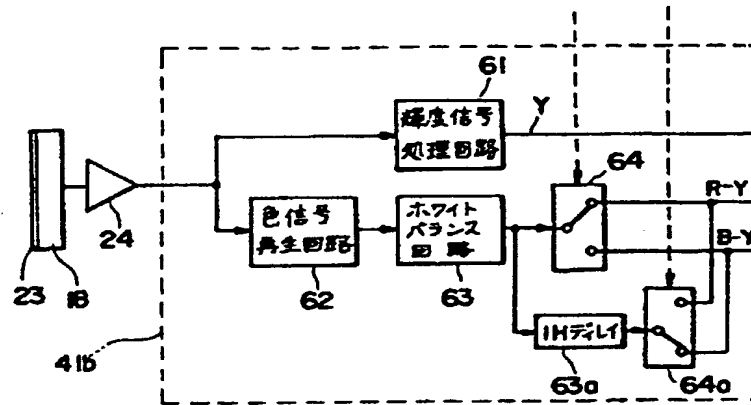 61
輝度信号
処理回路
Y
64
R-Y
B-Y
24
23
18
色信号
再生回路
62
ホワイト
バランス
回路
63
1Hディレイ
63a
64a
41b